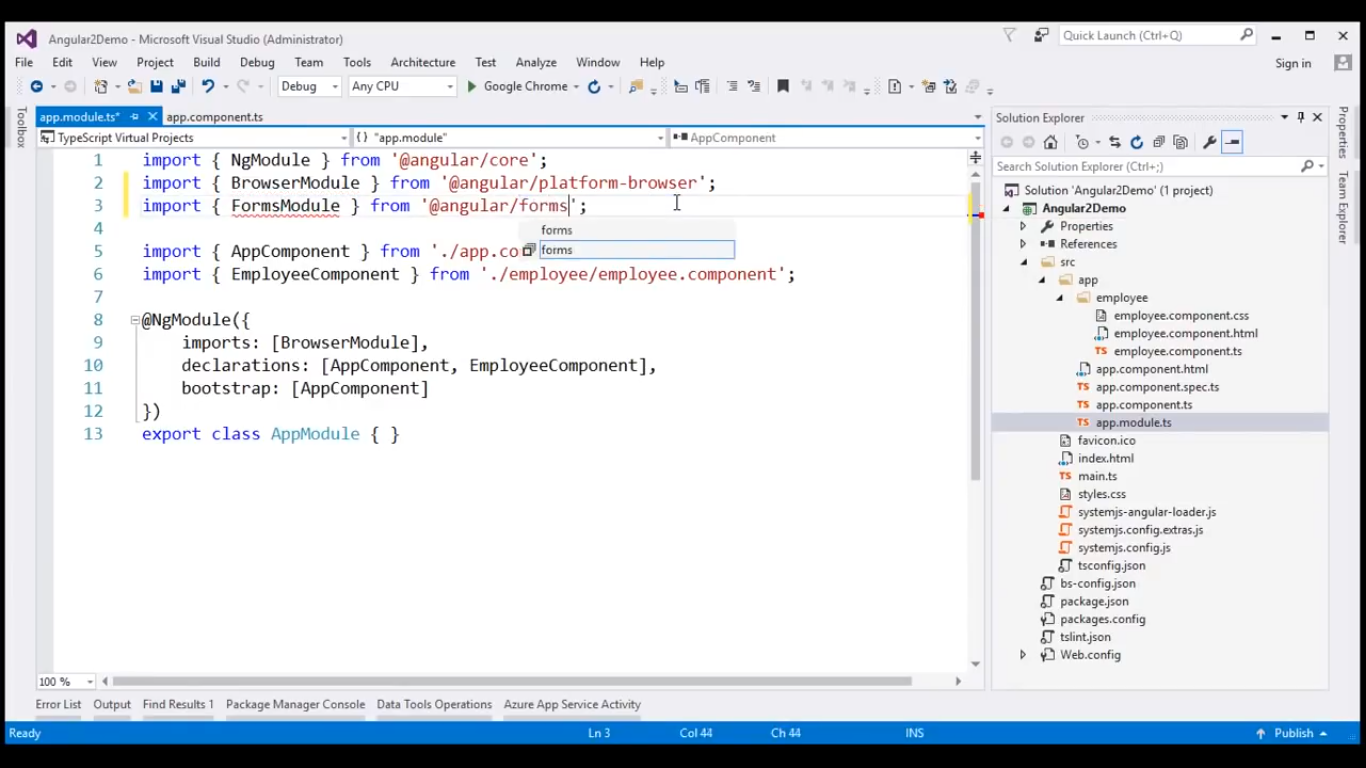 Angular2Demo - Microsoft Visual Studio (Administrator)
Quick Launch (Ctrl+Q)
File Edit View Project Build Debug Team Tools Architecture Test Analyze Window Help
Sign in
Debug Any CPU Google Chrome
Toolbox
app.module.ts* app.component.ts
TypeScript Virtual Projects {} "app.module" AppComponent
1 import { NgModule } from '@angular/core';
2 import { BrowserModule } from '@angular/platform-browser';
3 import { FormsModule } from '@angular/forms';
forms
forms
5 import { AppComponent } from './app.co
6 import { EmployeeComponent } from './employee/employee.component';
7
8 @NgModule({
9 imports: [BrowserModule],
10 declarations: [AppComponent, EmployeeComponent],
11 bootstrap: [AppComponent]
12 })
13 export class AppModule { }
100 %
Solution Explorer
Search Solution Explorer (Ctrl+;)
Solution 'Angular2Demo' (1 project)
Angular2Demo
Properties
References
src
app
employee
employee.component.css
employee.component.html
employee.component.ts
app.component.html
app.component.spec.ts
app.component.ts
app.module.ts
favicon.ico
index.html
main.ts
styles.css
systemjs-angular-loader.js
systemjs.config.extras.js
systemjs.config.js
tsconfig.json
bs-config.json
package.json
packages.config
tslint.json
Web.config
Properties
Team Explorer
Error List Output Find Results 1 Package Manager Console Data Tools Operations Azure App Service Activity
Ready Ln 3 Col 44 Ch 44 INS Publish